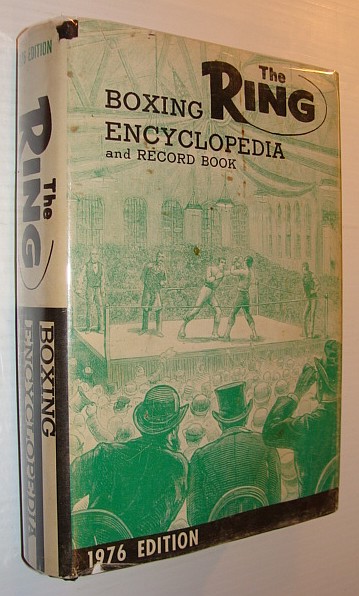 The
RING
BOXING
ENCYCLOPEDIA
and RECORD BOOK
1976 EDITION
EDITION
The
RING
BOXING
ENCYCLOPEDIA